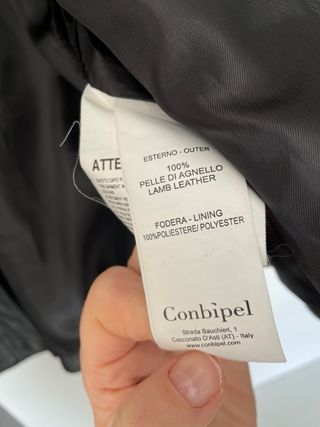 ATTE
ESTERNO - OUTER
100%
PELLE DI AGNELLO
LAMB LEATHER
FODERA - LINING
100%POLIESTERE/ POLYESTER
Conbipel
Strada Bauchieri, 1
Cocconato D'Asti (AT) - Italy
www.conbipel.com